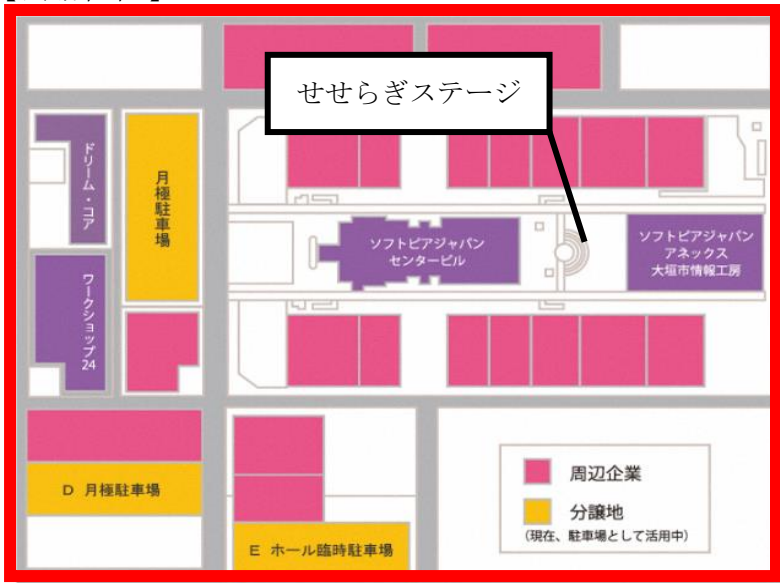 せせらぎステージ
ドリーム・コア
月極駐車場
ソフトピアジャパン
センタービル
ソフトピアジャパン
アネックス
大垣市情報工房
ワークショップ24
D 月極駐車場
E ホール臨時駐車場
周辺企業
分譲地
(現在、駐車場として活用中)